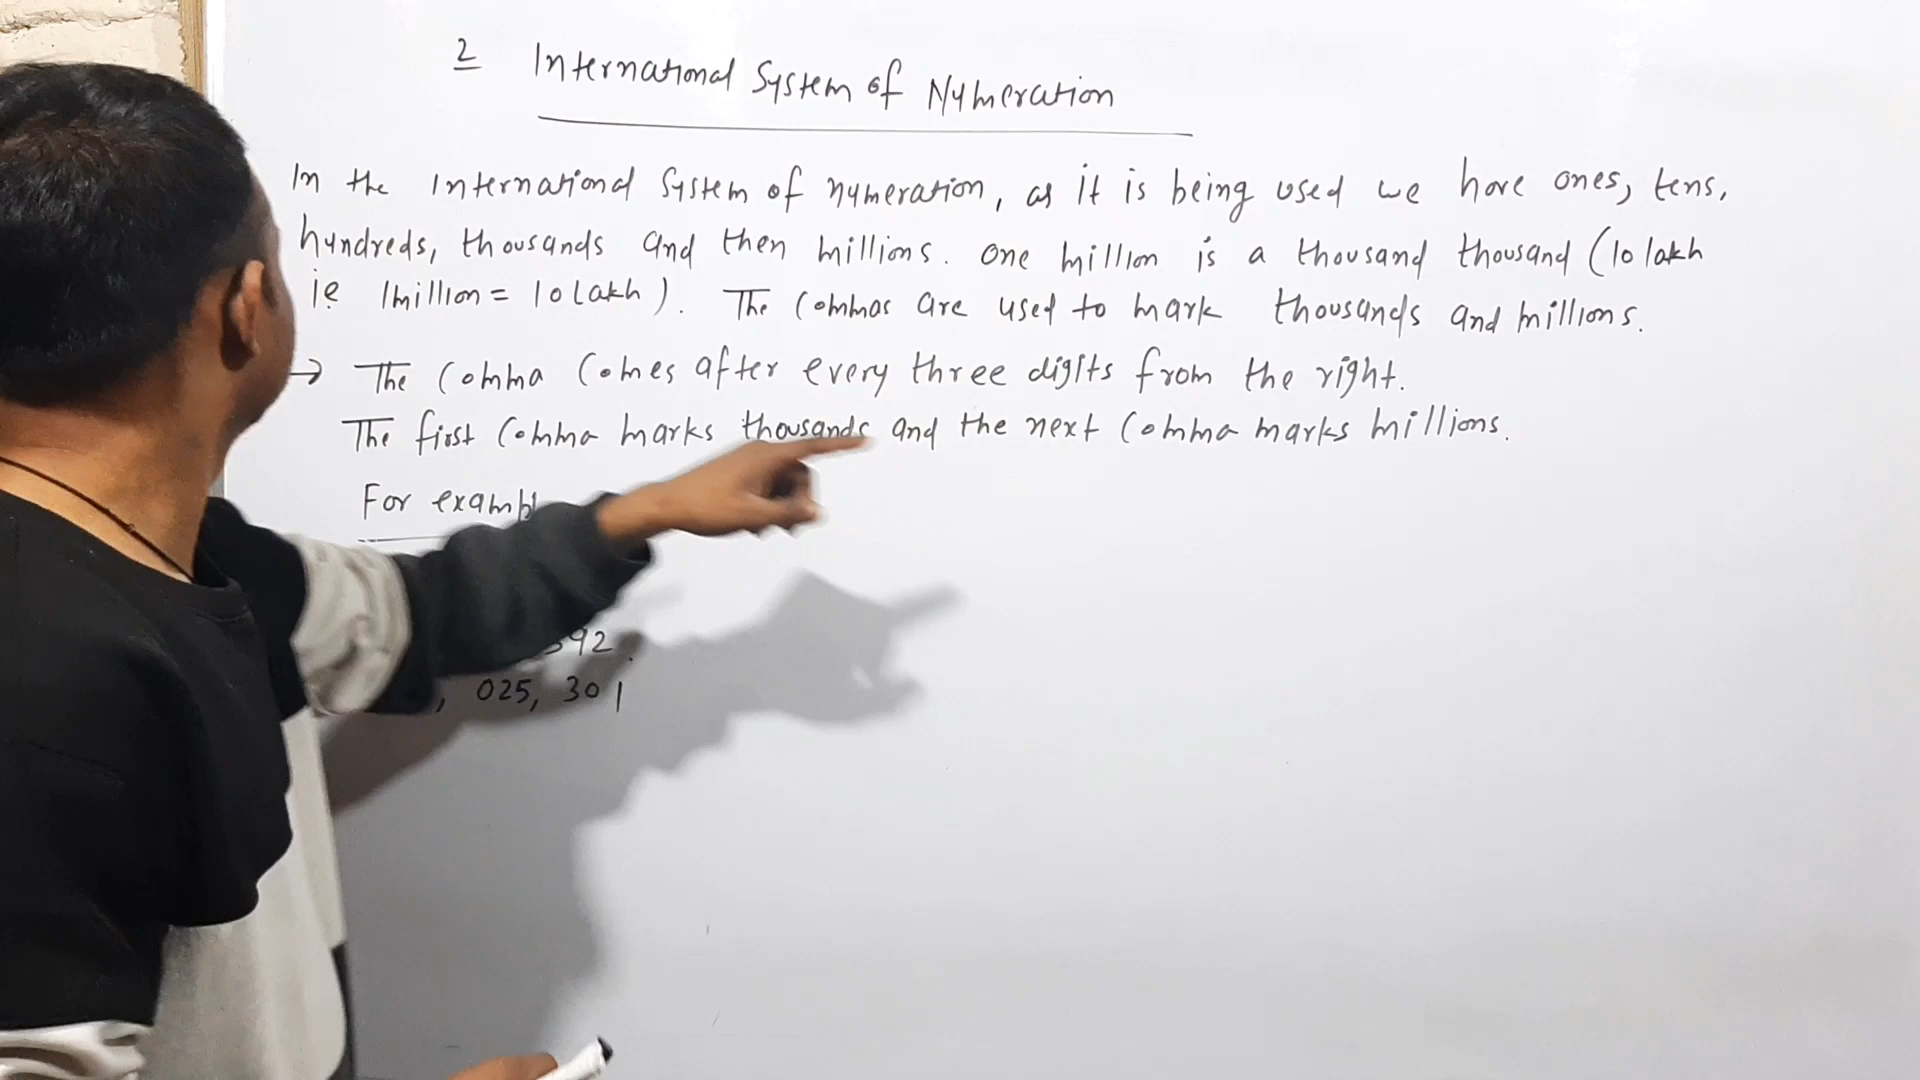 2 International System of Numeration
In the International System of numeration, as it is being used we have ones, tens,
hundreds, thousands and then millions. One million is a thousand thousand (10 lakh
ie 1million = 10 Lakh). The Commas are used to mark thousands and millions.
→ The Comma Comes after every three digits from the right.
The first Comma marks thousands and the next Comma marks millions.
For
592.
, 025, 301